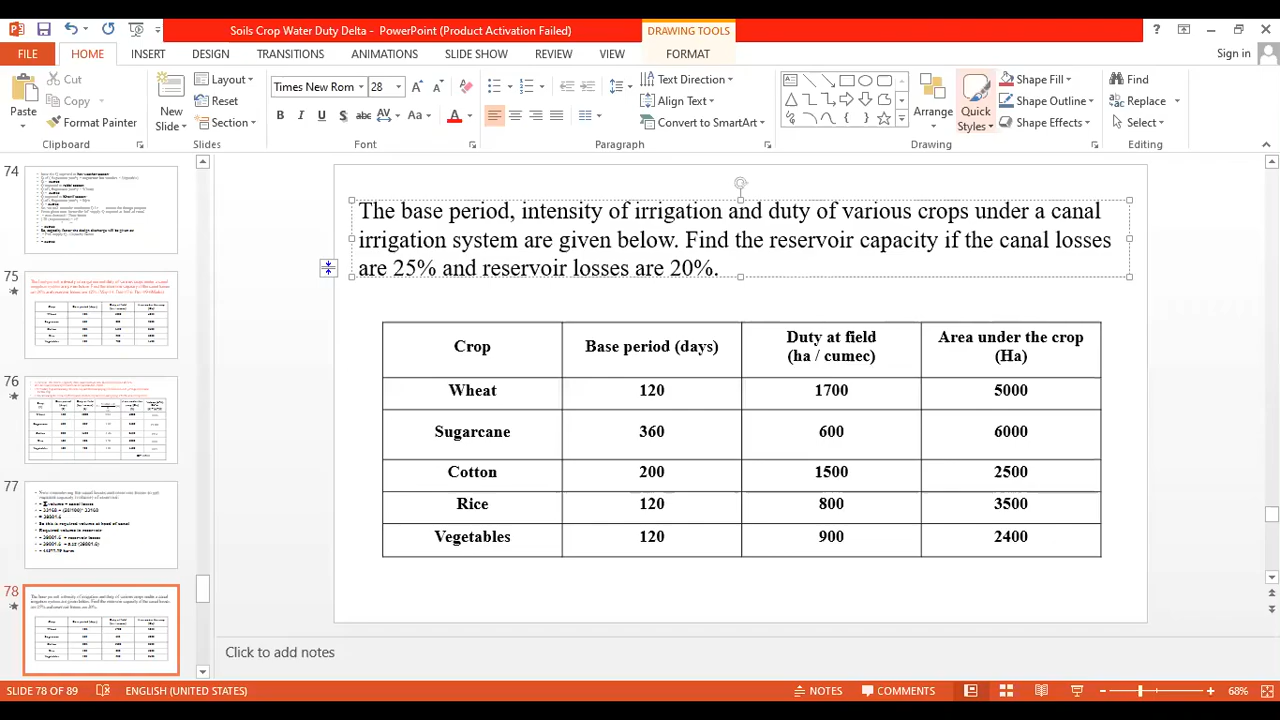 Soils Crop Water Duty Delta - PowerPoint (Product Activation Failed)
DRAWING TOOLS
FILE HOME INSERT DESIGN TRANSITIONS ANIMATIONS SLIDE SHOW REVIEW VIEW FORMAT Sign in
Paste
Cut
Copy
Format Painter
Clipboard
New Slide
Layout
Reset
Section
Slides
Times New Rom 28
B I U S abc AV Aa A
Font
Paragraph
Text Direction
Align Text
Convert to SmartArt
Arrange
Quick Styles
Shape Fill
Shape Outline
Shape Effects
Drawing
Find
Replace
Select
Editing
74
75
76
77
78
The base period, intensity of irrigation and duty of various crops under a canal
irrigation system are given below. Find the reservoir capacity if the canal losses
are 25% and reservoir losses are 20%.
Crop Base period (days) Duty at field (ha / cumec) Area under the crop (Ha)
Wheat 120 1700 5000
Sugarcane 360 600 6000
Cotton 200 1500 2500
Rice 120 800 3500
Vegetables 120 900 2400
Click to add notes
SLIDE 78 OF 89 ENGLISH (UNITED STATES) NOTES COMMENTS 68%